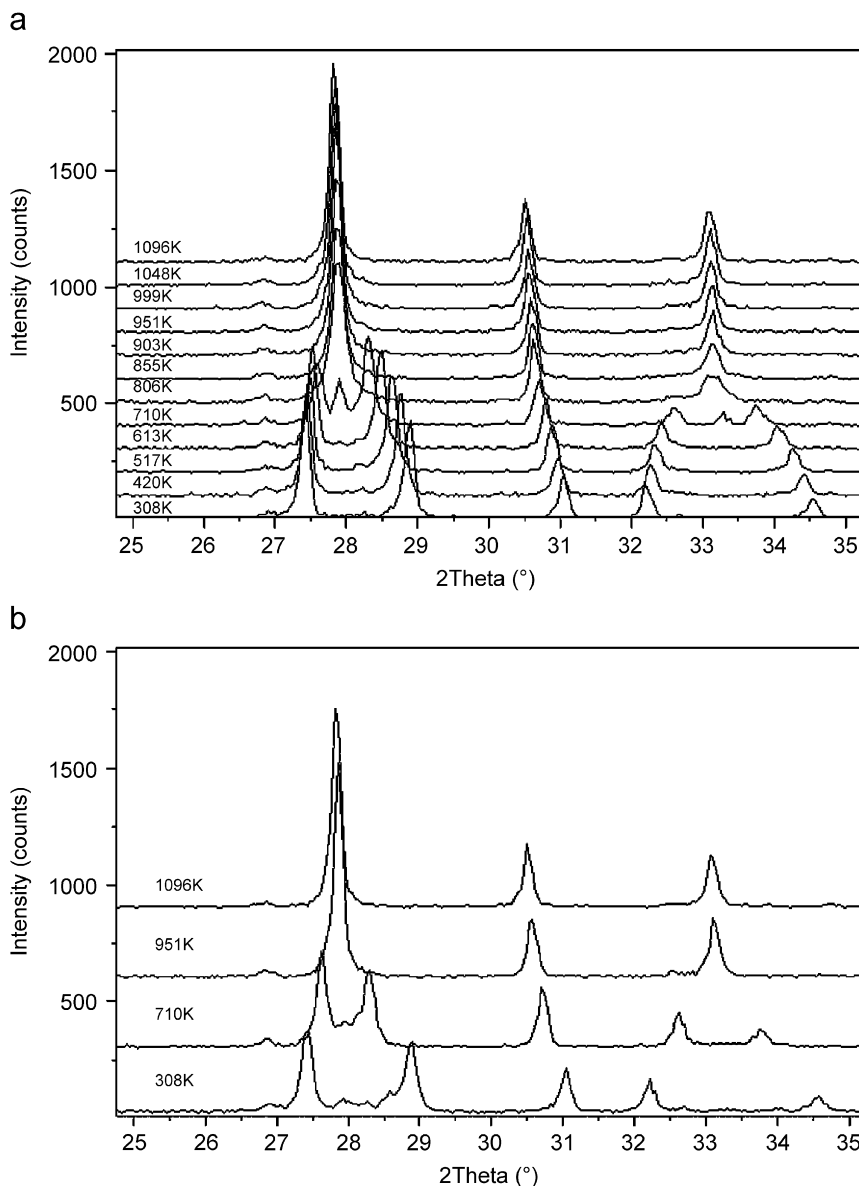 a
2000
1500
1000
500
Intensity (counts)
1096K
1048K
999K
951K
903K
855K
806K
710K
613K
517K
420K
308K
25 26 27 28 29 30 31 32 33 34 35
2Theta (°)
b
2000
1500
1000
500
Intensity (counts)
1096K
951K
710K
308K
25 26 27 28 29 30 31 32 33 34 35
2Theta (°)